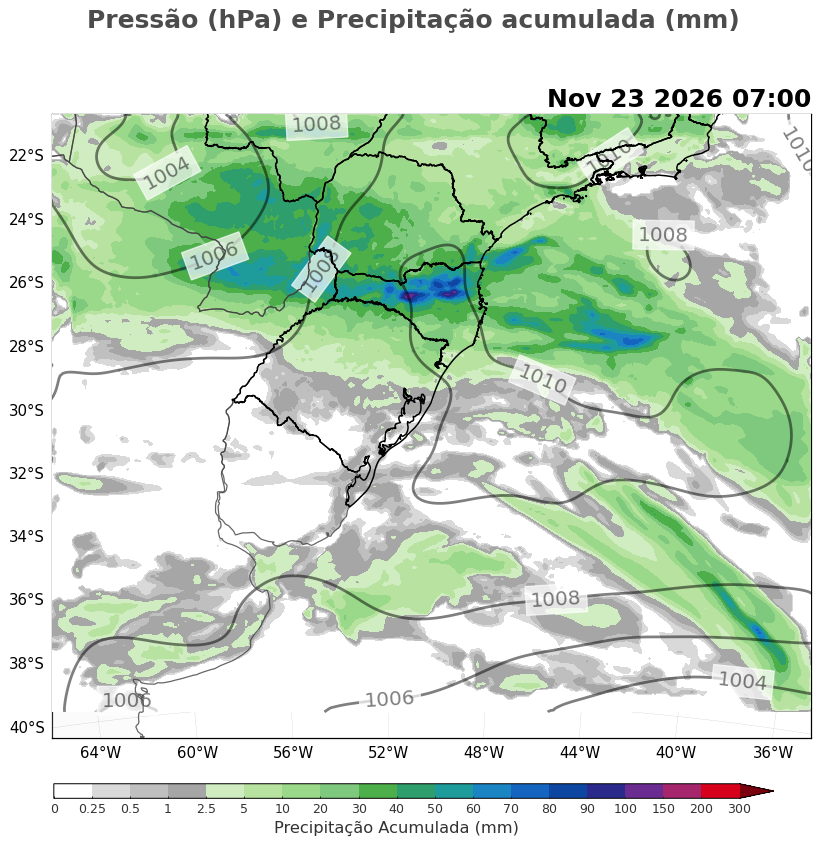 Pressão (hPa) e Precipitação acumulada (mm)
Nov 23 2026 07:00
1008
1010
1010
1004
22°S
24°S
1008
1006
1008
26°S
28°S
1010
30°S
32°S
34°S
36°S
1008
38°S
1004
1006
1006
40°S
64°W 60°W 56°W 52°W 48°W 44°W 40°W 36°W
0 0.25 0.5 1 2.5 5 10 20 30 40 50 60 70 80 90 100 150 200 300
Precipitação Acumulada (mm)